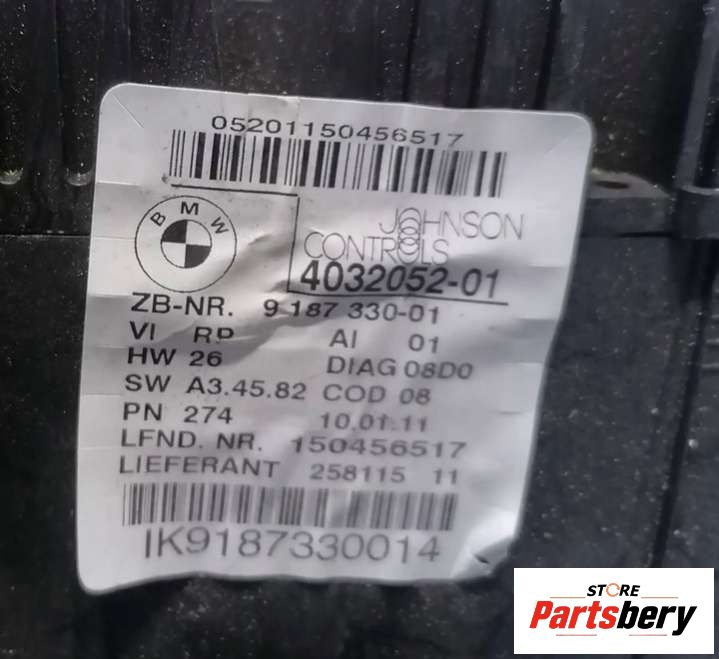 05201150456517
BMW
JOHNSON
CONTROLS
4032052-01
ZB-NR. 9 187 330-01
VI RP AI 01
HW 26 DIAG 08D0
SW A3.45.82 COD 08
PN 274 10.01.11
LFND. NR. 150456517
LIEFERANT 258115 11
IK9187330014
STORE
Partsbery